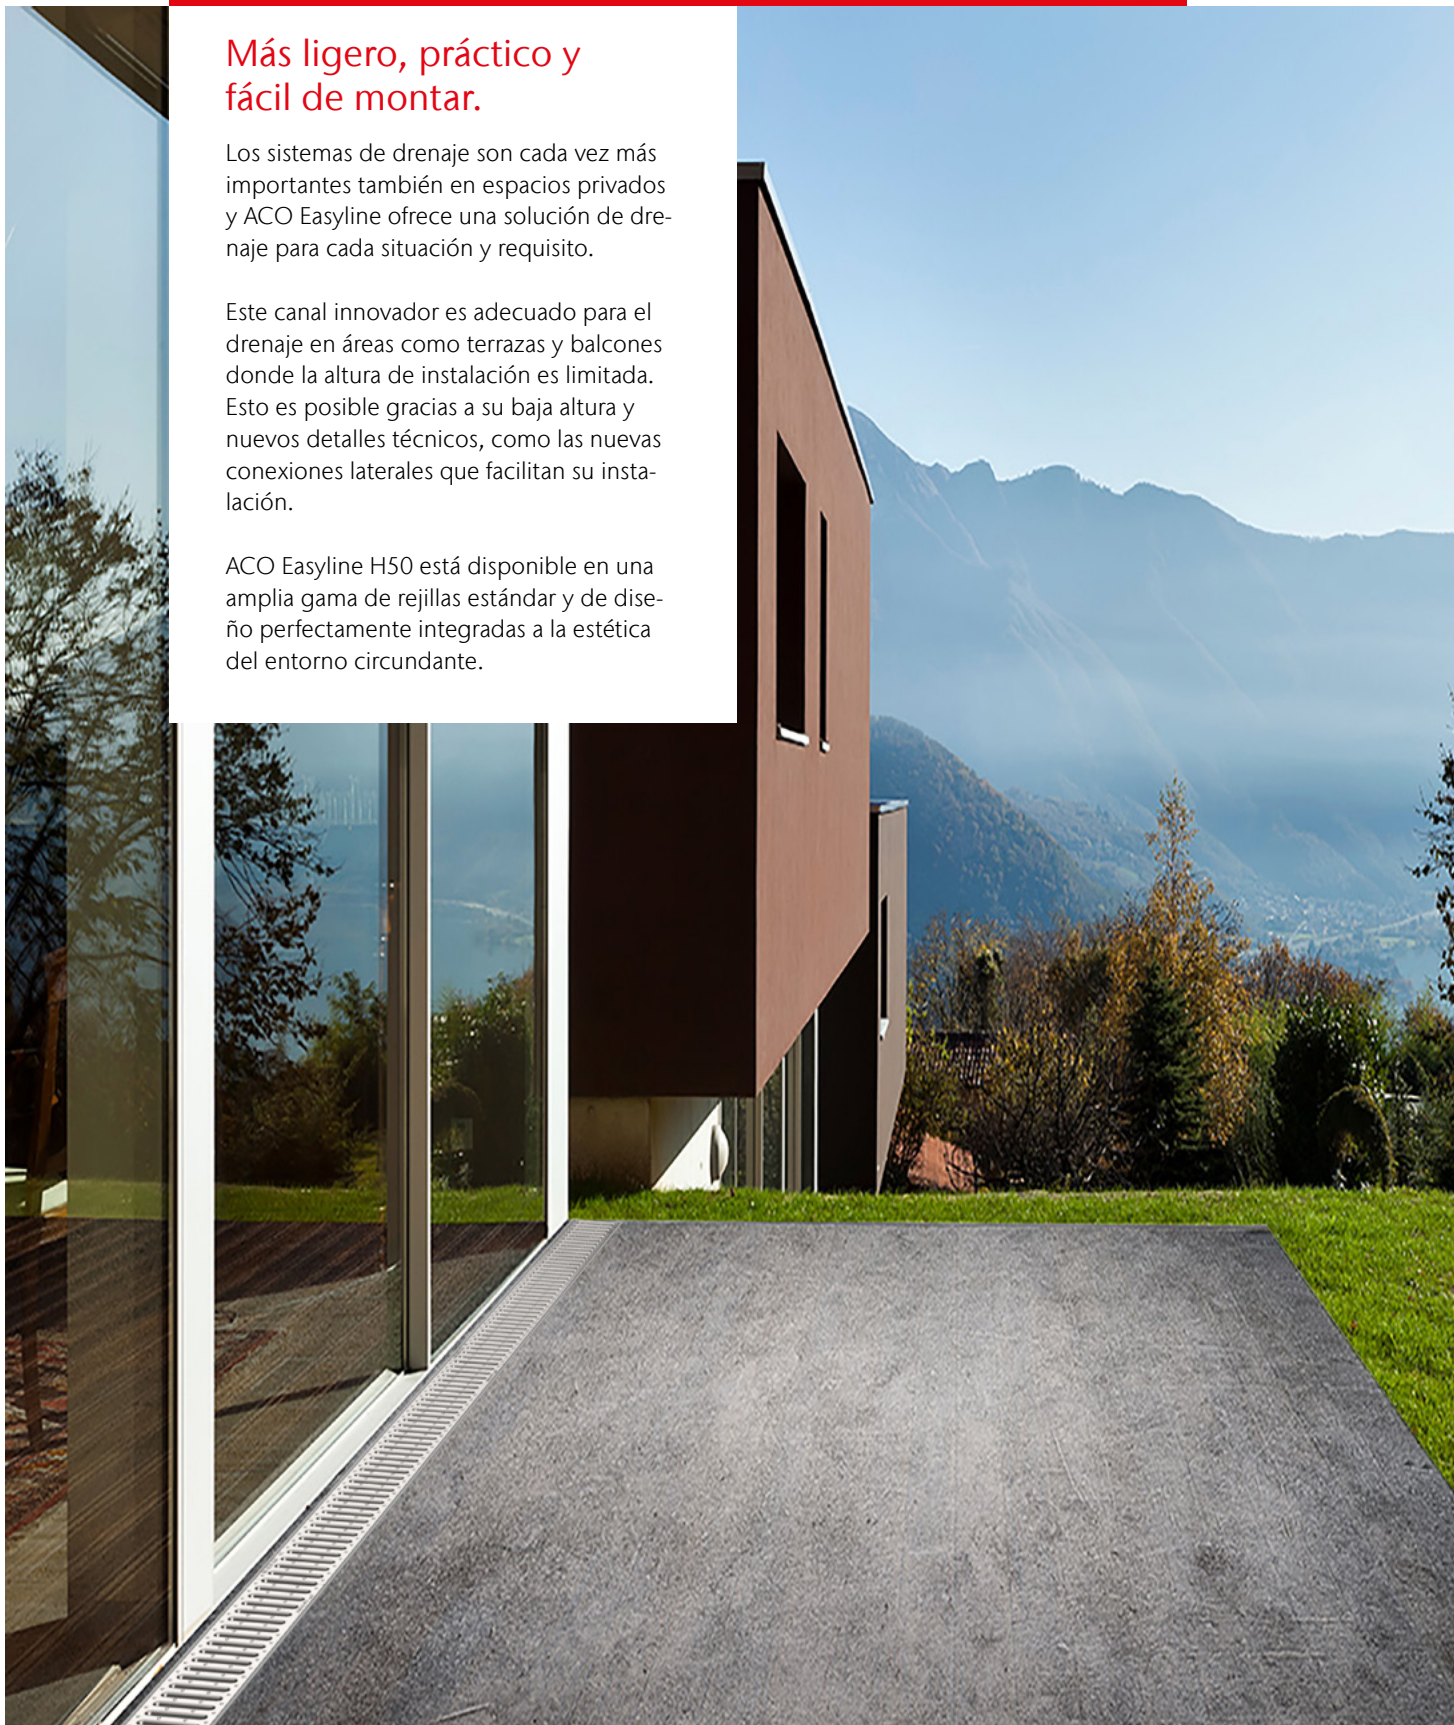 Más ligero, práctico y
fácil de montar.
Los sistemas de drenaje son cada vez más
importantes también en espacios privados
y ACO Easyline ofrece una solución de dre-
naje para cada situación y requisito.
Este canal innovador es adecuado para el
drenaje en áreas como terrazas y balcones
donde la altura de instalación es limitada.
Esto es posible gracias a su baja altura y
nuevos detalles técnicos, como las nuevas
conexiones laterales que facilitan su insta-
lación.
ACO Easyline H50 está disponible en una
amplia gama de rejillas estándar y de dise-
ño perfectamente integradas a la estética
del entorno circundante.